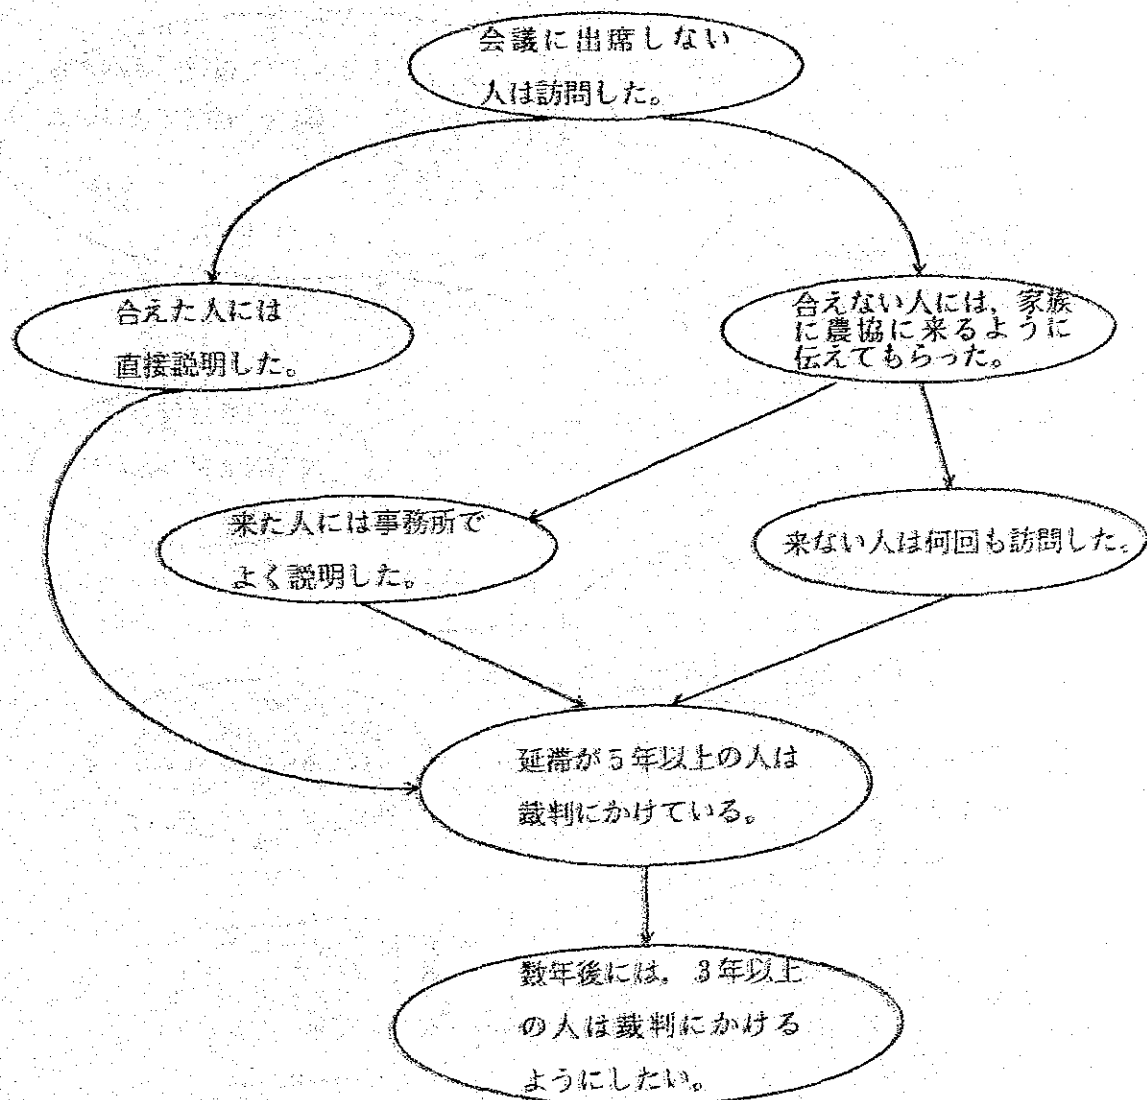 会議に出席しない
人は訪問した。
合えた人には
直接説明した。
合えない人には、家族
に農協に来るように
伝えてもらった。
来た人には事務所で
よく説明した。
来ない人は何回も訪問した。
延滞が5年以上の人は
裁判にかけている。
数年後には、3年以上
の人は裁判にかける
ようにしたい。